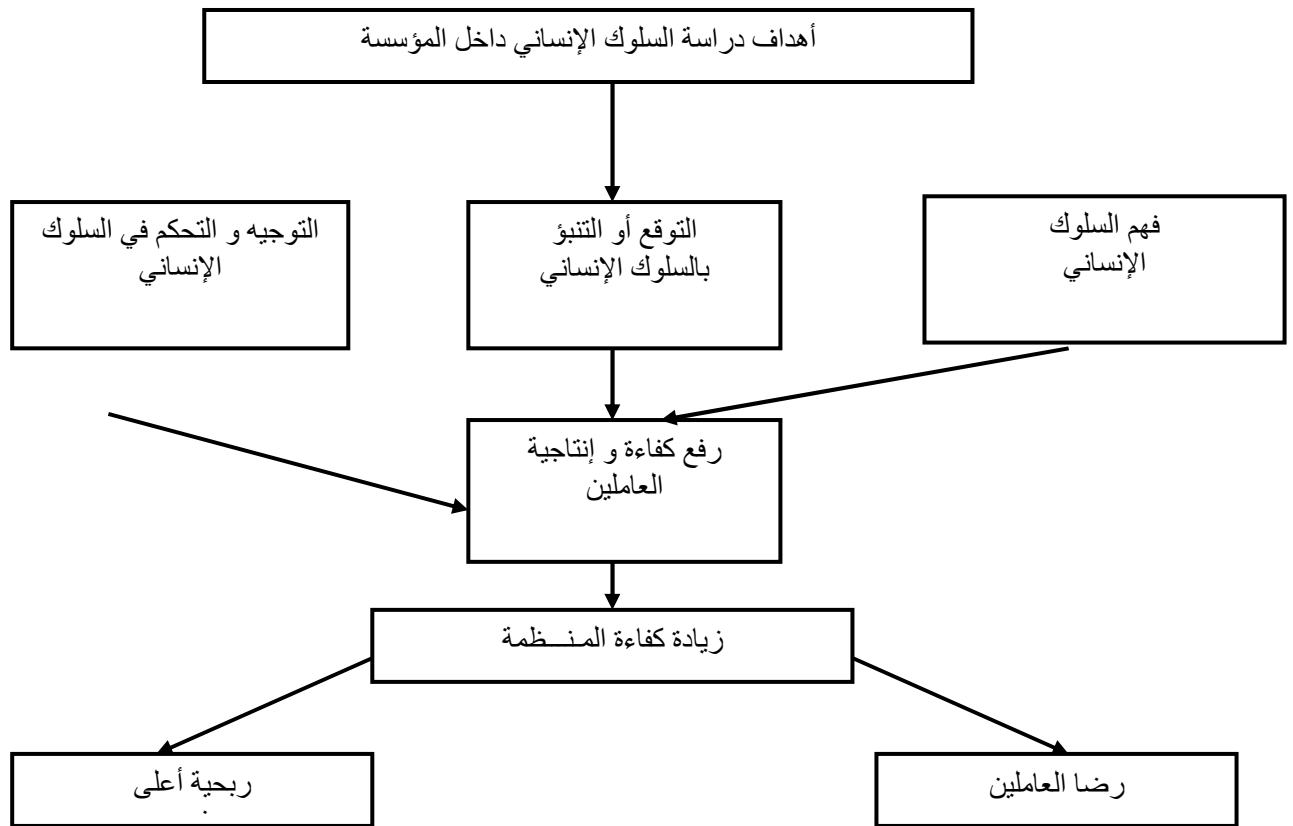 أهداف دراسة السلوك الإنساني داخل المؤسسة
فهم السلوك
الإنساني
التوقع أو التنبؤ
بالسلوك الإنساني
التوجيه و التحكم في السلوك
الإنساني
رفع كفاءة و إنتاجية
العاملين
زيادة كفاءة المـنـــظمة
رضا العاملين
ربحية أعلى
.